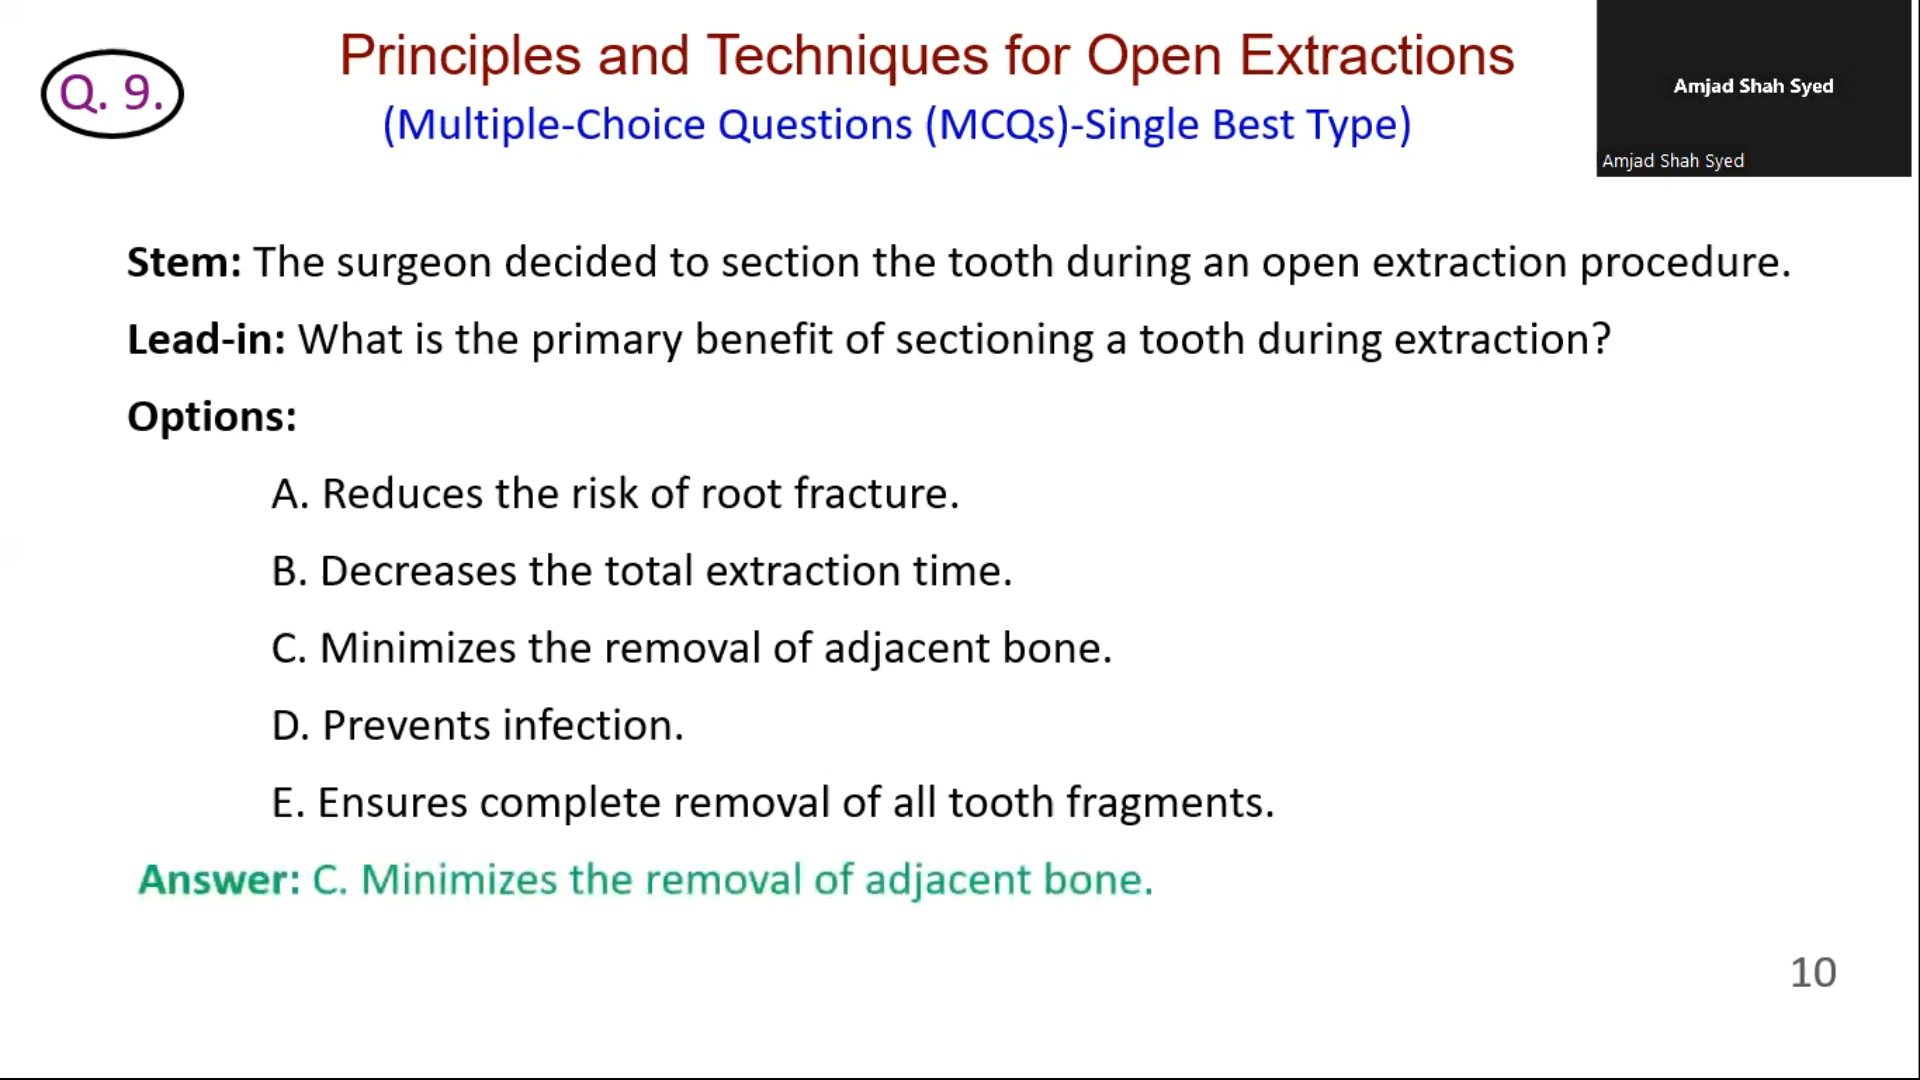 Q. 9.
Principles and Techniques for Open Extractions
(Multiple-Choice Questions (MCQs)-Single Best Type)
Amjad Shah Syed
Amjad Shah Syed
Stem: The surgeon decided to section the tooth during an open extraction procedure.
Lead-in: What is the primary benefit of sectioning a tooth during extraction?
Options:
A. Reduces the risk of root fracture.
B. Decreases the total extraction time.
C. Minimizes the removal of adjacent bone.
D. Prevents infection.
E. Ensures complete removal of all tooth fragments.
Answer: C. Minimizes the removal of adjacent bone.
10